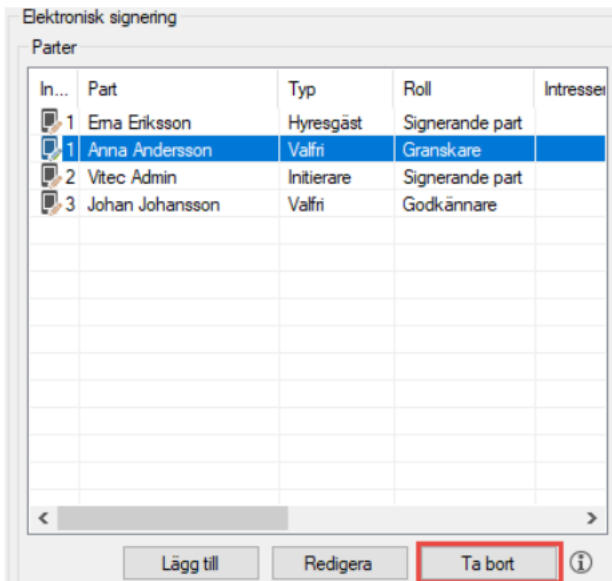 Elektronisk signering
Parter
In... Part Typ Roll Intresser
1 Erna Eriksson Hyresgäst Signerande part
1 Anna Andersson Valfri Granskare
2 Vitec Admin Initierare Signerande part
3 Johan Johansson Valfri Godkännare
Lägg till Redigera Ta bort